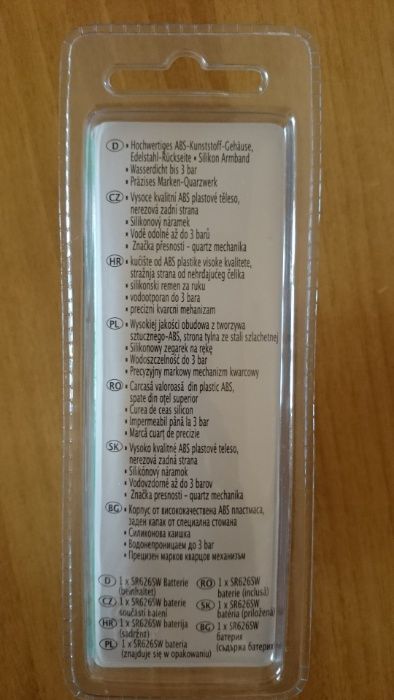 D • Hochwertiges ABS-Kunststoff-Gehäuse,
Edelstahl-Rückseite • Silikon Armband
• Wasserdicht bis 3 bar
• Präzises Marken-Quarzwerk
CZ • Vysoce kvalitní ABS plastové těleso,
nerezová zadní strana
• Silikonový náramek
• Vodě odolné až do 3 barů
• Značka přesnosti - quartz mechanika
HR • kućište od ABS plastike visoke kvalitete,
stražnja strana od nehrđajućeg čelika
• silikonski remen za ruku
• vodootporan do 3 bara
• precizni kvarcni mehanizam
PL • Wysokiej jakości obudowa z tworzywa
sztucznego-ABS, strona tylna ze stali szlachetnej
• Silikonowy zegarek na rękę
• Wodoszczelność do 3 bar
• Precyzyjny markowy mechanizm kwarcowy
RO • Carcasă valoroasă din plastic ABS,
spate din oţel superior
• Curea de ceas silicon
• Impermeabil până la 3 bar
• Marcă cuarţ de precizie
SK • Vysoko kvalitné ABS plastové teleso,
nerezová zadná strana
• Silikónový náramok
• Vodovzdorné až do 3 barov
• Značka presnosti - quartz mechanika
BG • Корпус от висококачествена ABS пластмаса,
заден капак от специална стомана
• Силиконова каишка
• Водонепроницаем до 3 bar
• Прецизен марков кварцов механизъм
D 1 x SR626SW Batterie
(beinhaltet)
CZ 1 x SR626SW baterie
součástí balení
HR 1 x SR626SW baterija
(sadržni)
PL 1 x SR626SW bateria
(znajduje się w opakowaniu)
RO 1 x SR626SW
baterie (inclusă)
SK 1 x SR626SW
batéria (priložená)
BG 1 x SR626SW
батерия
(съдържа батерия